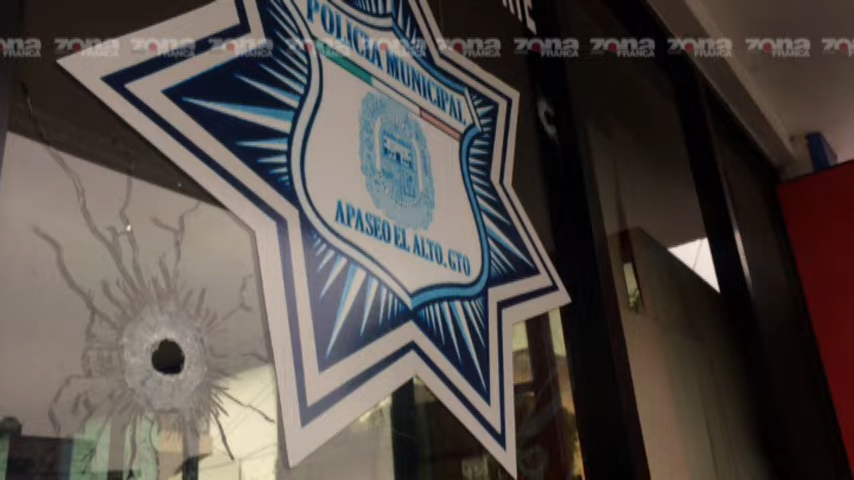 zona zona zona zona zona zona zona zona zona zona zona zona
FRANCA FRANCA FRANCA FRANCA FRANCA FRANCA FRANCA FRANCA FRANCA FRANCA
POLICIA MUNICIPAL
APASEO EL ALTO. GTO